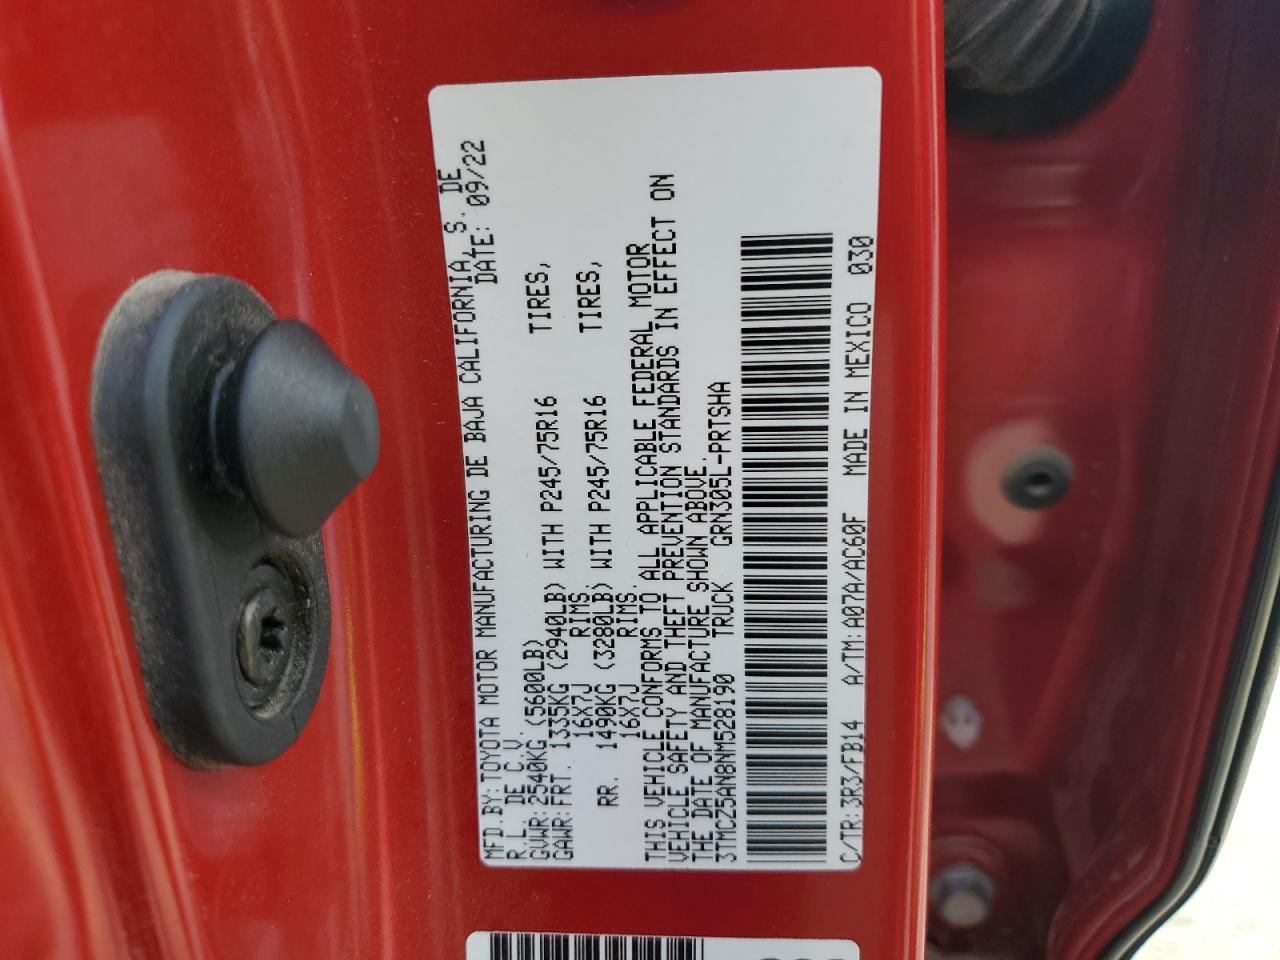 MFD.BY:TOYOTA MOTOR MANUFACTURING DE BAJA CALIFORNIA,S. DE
R.L. DE C.V. DATE: 09/22
GVWR:2540KG (5600LB)
GAWR:FRT. 1335KG (2940LB) WITH P245/75R16 TIRES,
16X7J RIMS.
RR. 1490KG (3280LB) WITH P245/75R16 TIRES,
16X7J RIMS.
THIS VEHICLE CONFORMS TO ALL APPLICABLE FEDERAL MOTOR
VEHICLE SAFETY AND THEFT PREVENTION STANDARDS IN EFFECT ON
THE DATE OF MANUFACTURE SHOWN ABOVE.
3TMCZ5AN8NM528190 TRUCK GRN305L-PRTSHA
C/TR:3R3/FB14 A/TM:A07A/AC60F MADE IN MEXICO 030